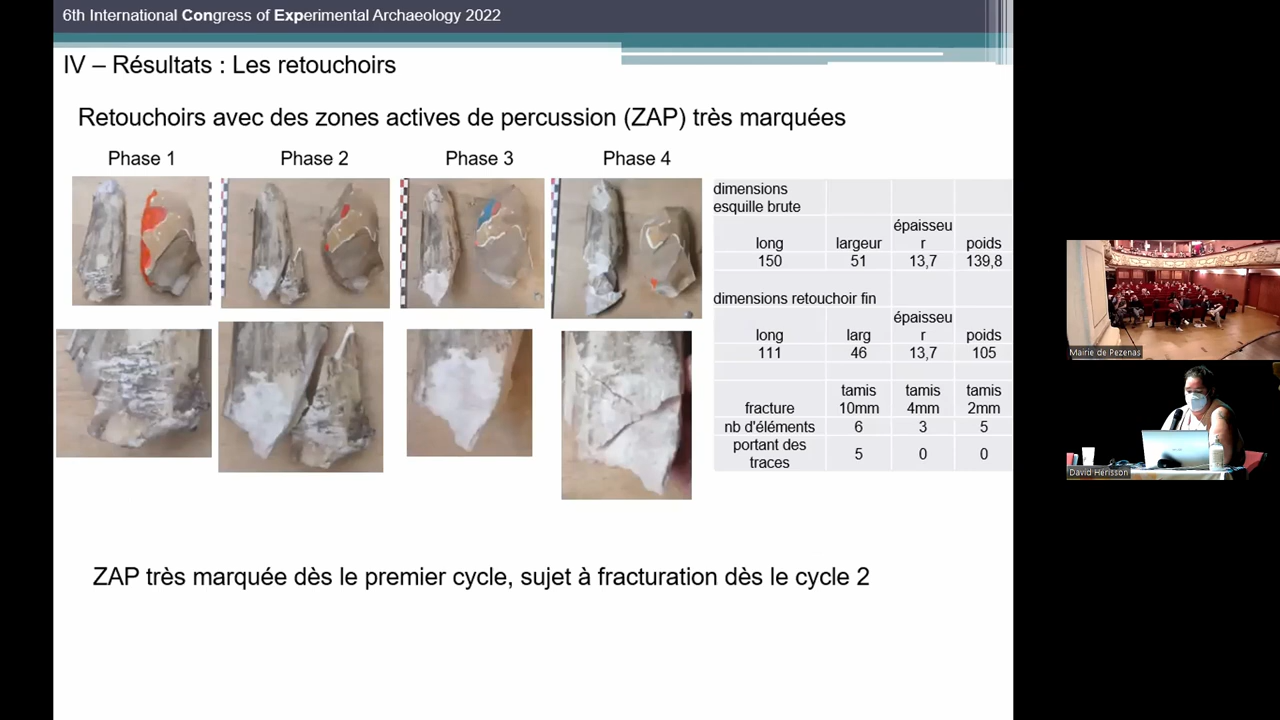 6th International Congress of Experimental Archaeology 2022
IV – Résultats : Les retouchoirs
Retouchoirs avec des zones actives de percussion (ZAP) très marquées
Phase 1
Phase 2
Phase 3
Phase 4
dimensions
esquille brute
long largeur épaisseu
r poids
150 51 13,7 139,8
dimensions retouchoir fin
long larg épaisseu
r poids
111 46 13,7 105
fracture tamis
10mm tamis
4mm tamis
2mm
nb d'éléments 6 3 5
portant des
traces 5 0 0
ZAP très marquée dès le premier cycle, sujet à fracturation dès le cycle 2
Mairie de Pezenas
David Hérisson